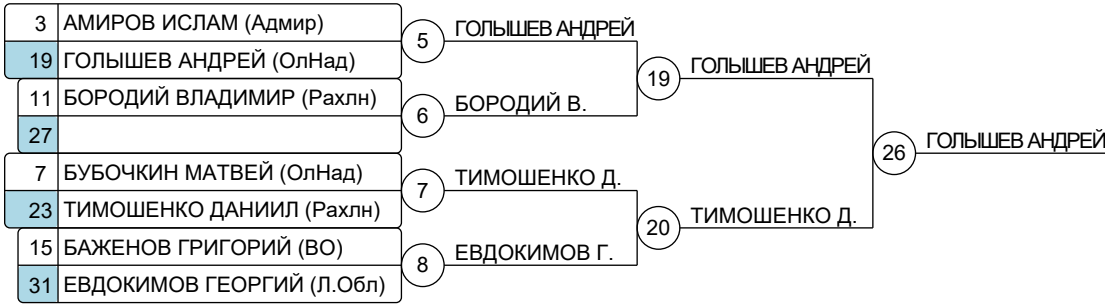 3 АМИРОВ ИСЛАМ (Адмир)
5 ГОЛЫШЕВ АНДРЕЙ
19 ГОЛЫШЕВ АНДРЕЙ (ОлНад)
19 ГОЛЫШЕВ АНДРЕЙ
11 БОРОДИЙ ВЛАДИМИР (Рахлн)
6 БОРОДИЙ В.
27
26 ГОЛЫШЕВ АНДРЕЙ
7 БУБОЧКИН МАТВЕЙ (ОлНад)
7 ТИМОШЕНКО Д.
23 ТИМОШЕНКО ДАНИИЛ (Рахлн)
20 ТИМОШЕНКО Д.
15 БАЖЕНОВ ГРИГОРИЙ (ВО)
8 ЕВДОКИМОВ Г.
31 ЕВДОКИМОВ ГЕОРГИЙ (Л.Обл)